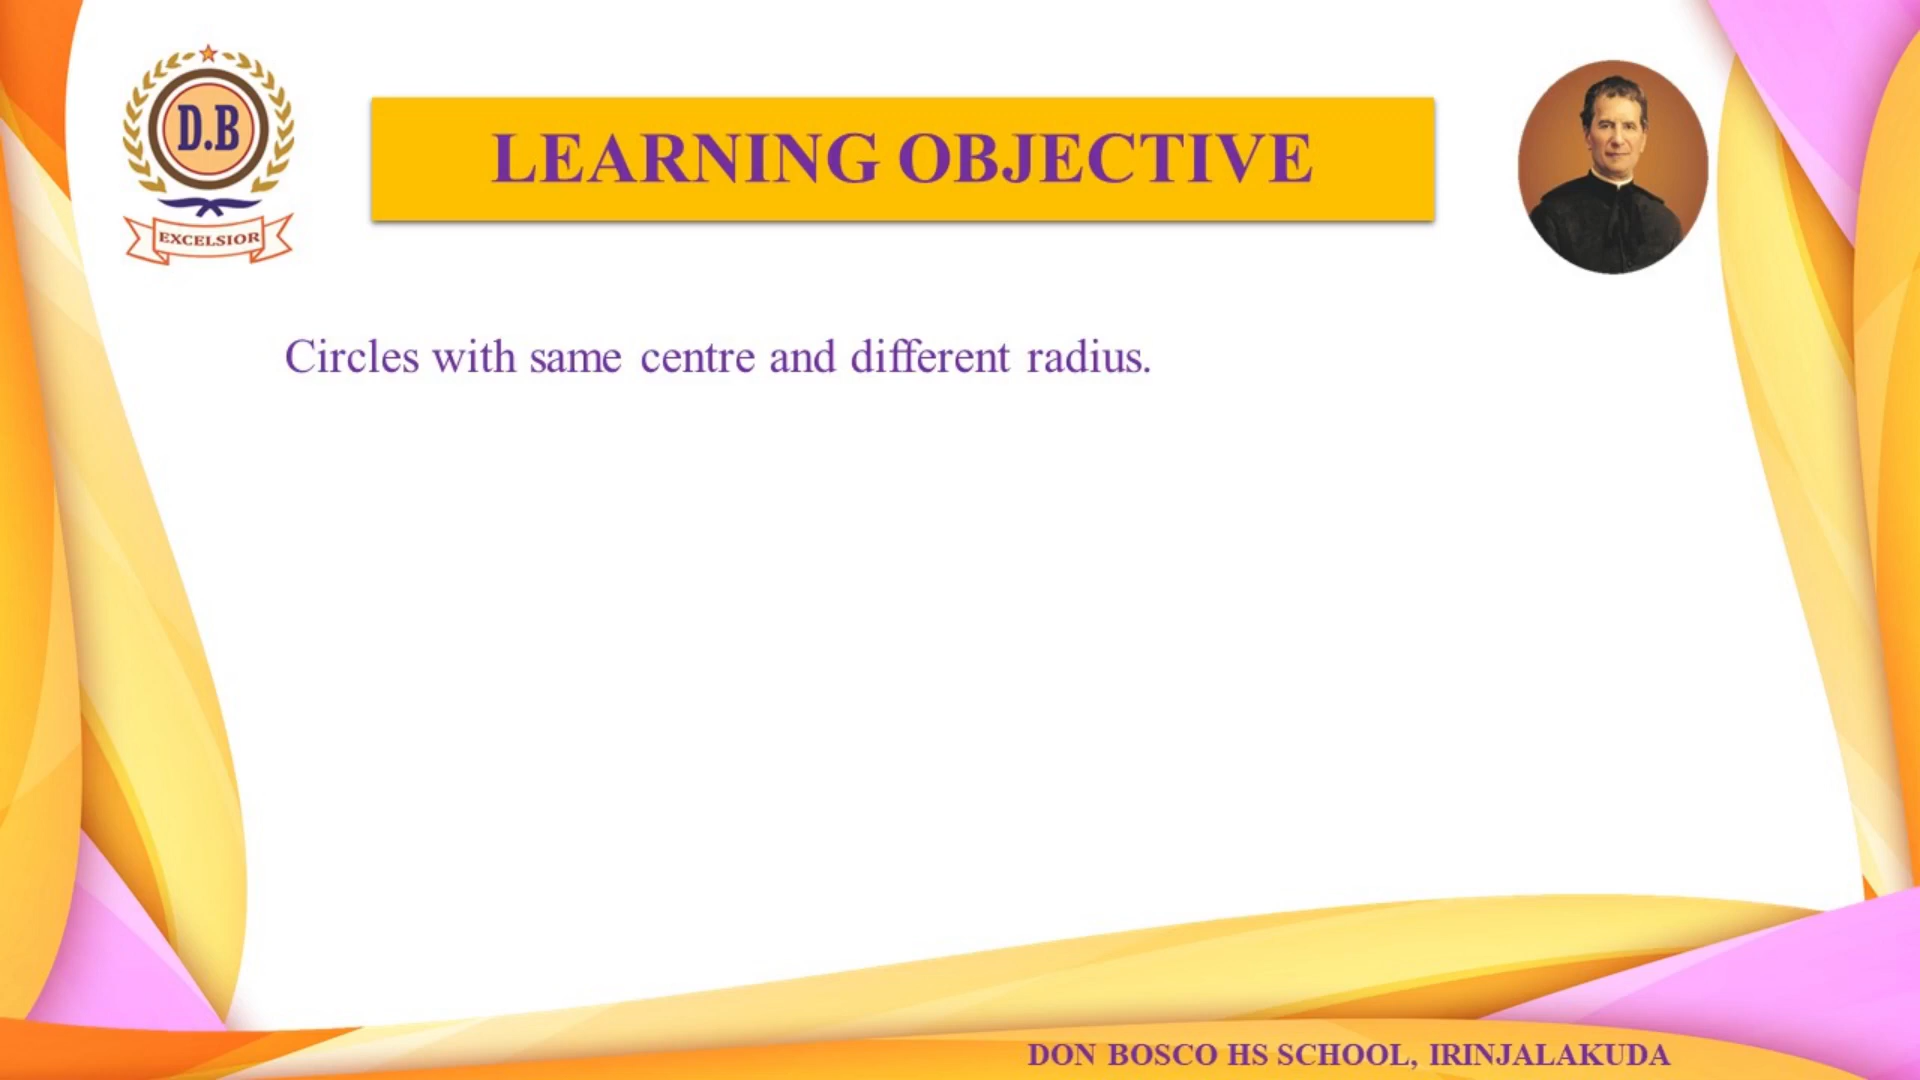 D.B
EXCELSIOR
LEARNING OBJECTIVE
Circles with same centre and different radius.
DON BOSCO HS SCHOOL, IRINJALAKUDA